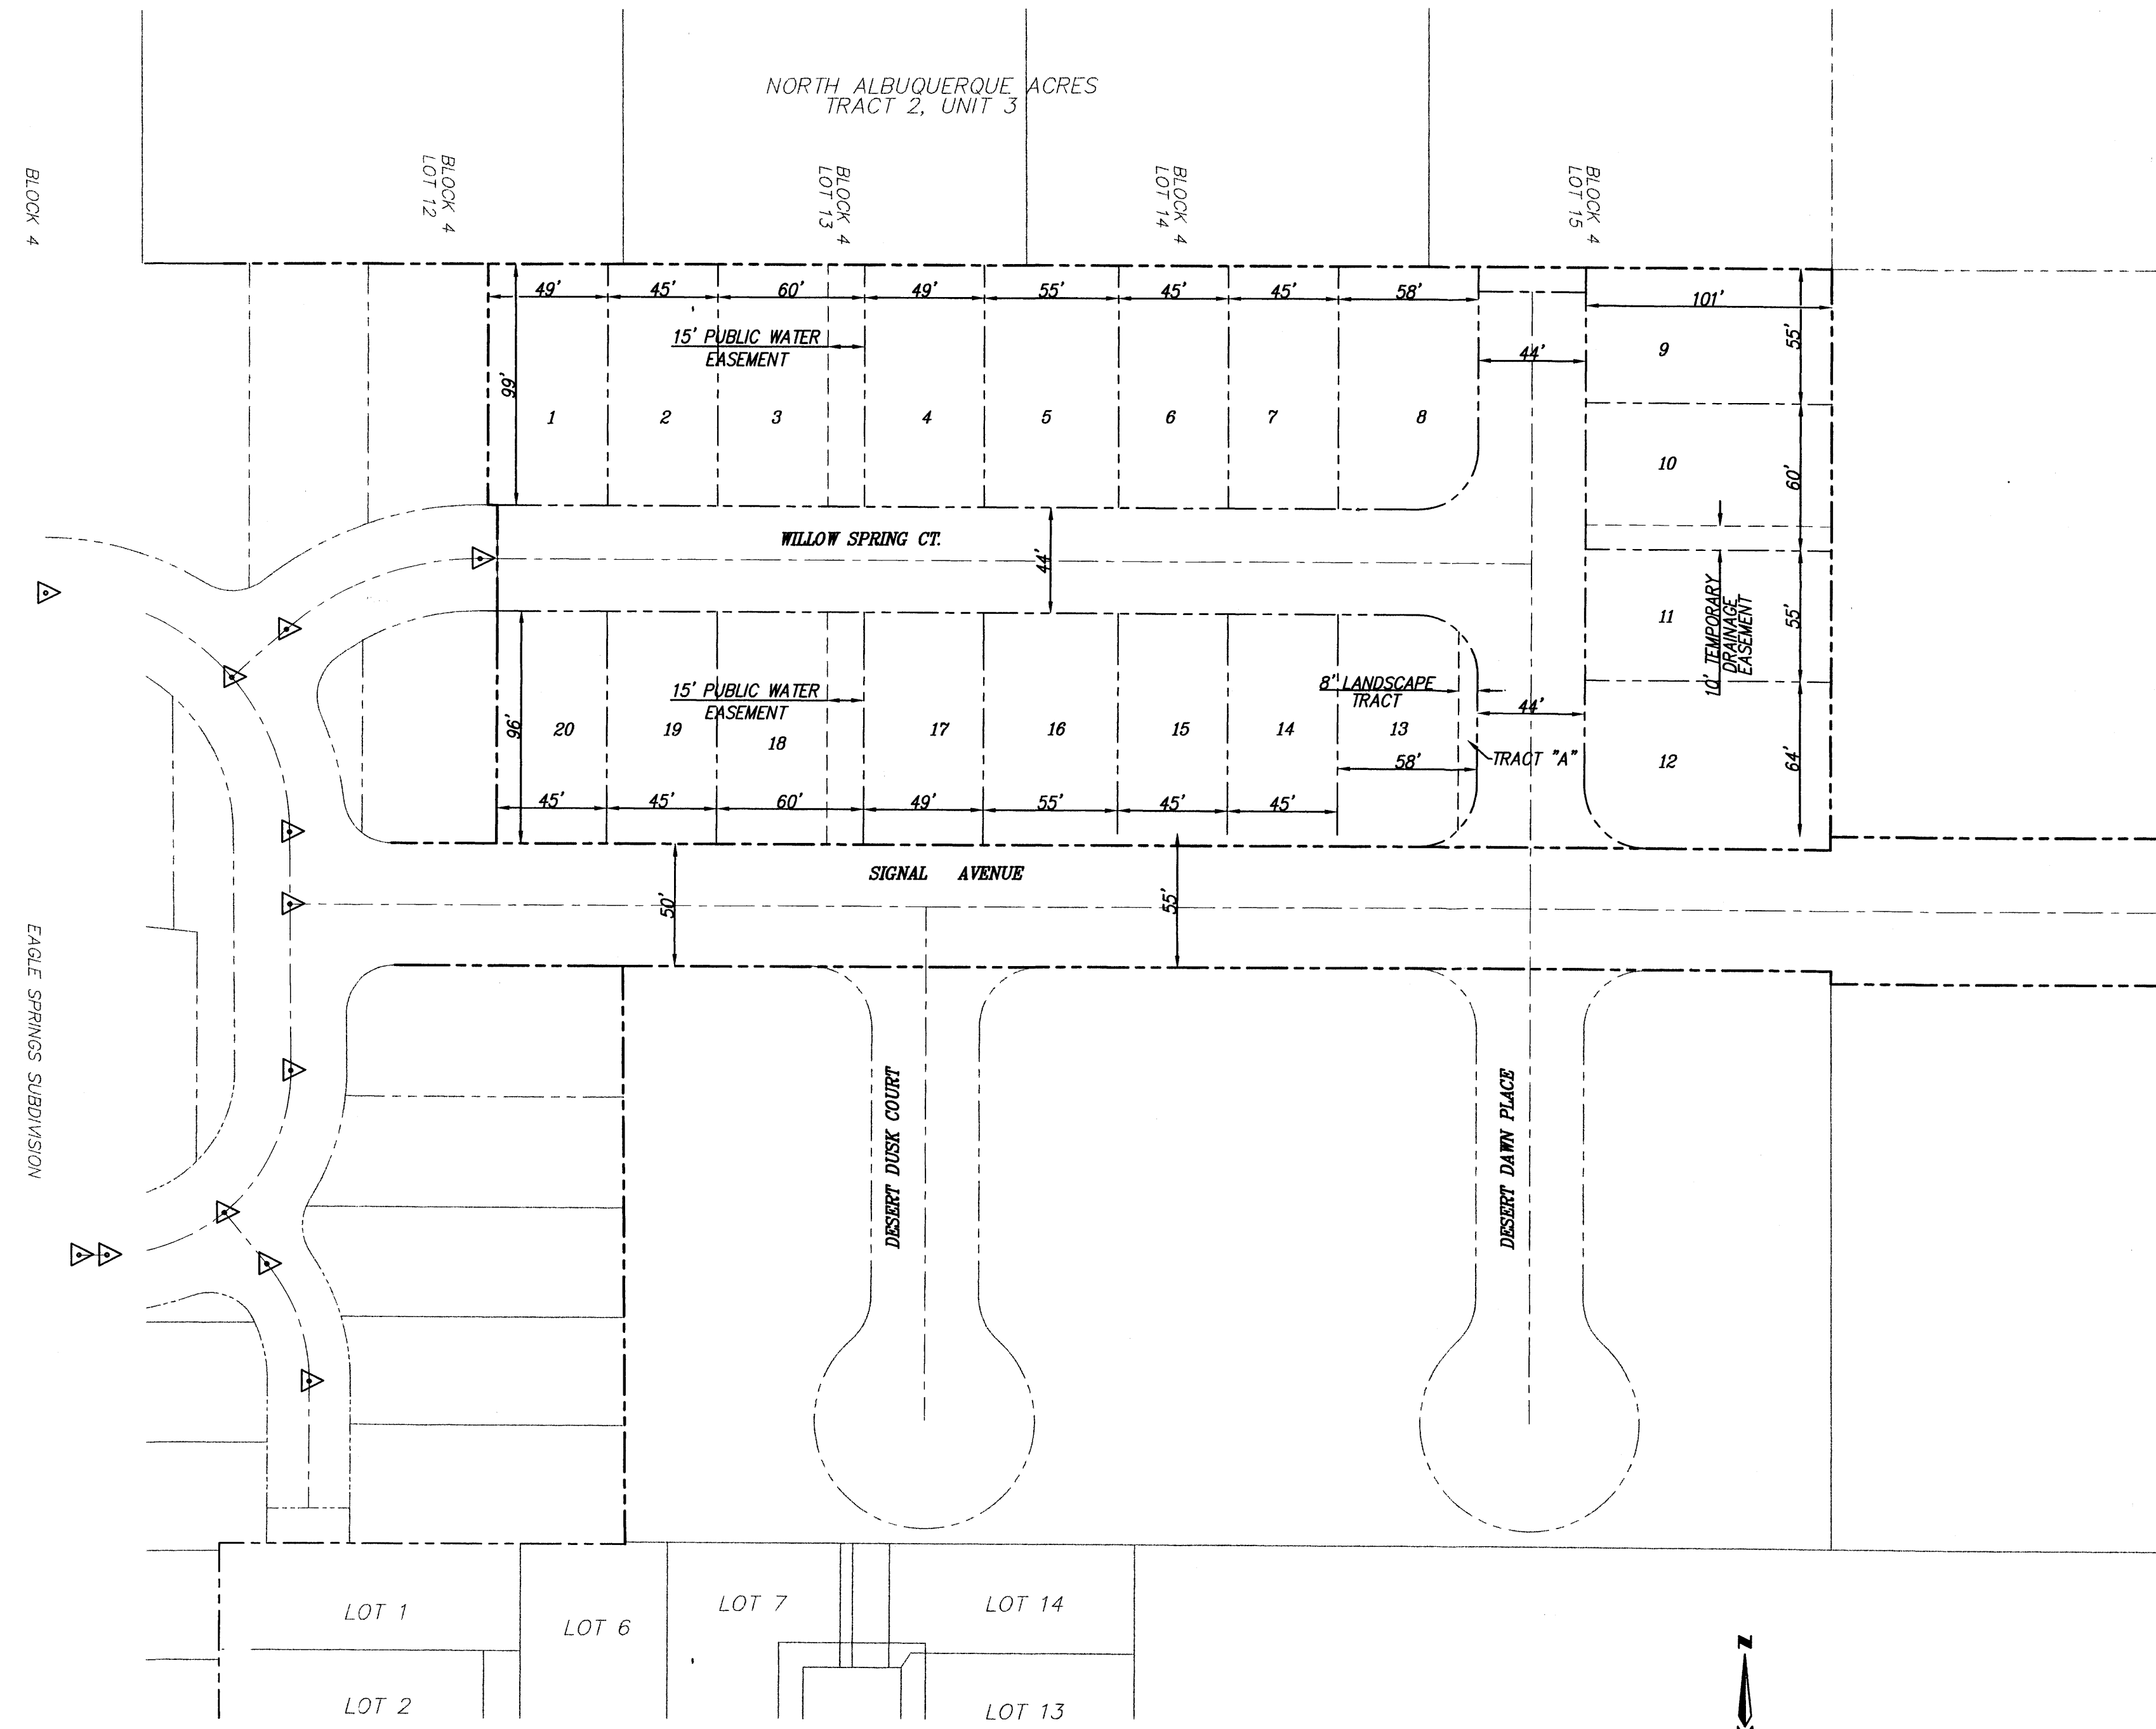 NORTH ALBUQUERQUE ACRES
TRACT 2, UNIT 3
BLOCK 4
BLOCK 4
LOT 12
BLOCK 4
LOT 13
BLOCK 4
LOT 14
BLOCK 4
LOT 15
49' 45' 60' 49' 55' 45' 45' 58'
101'
15' PUBLIC WATER
EASEMENT
99'
44'
55'
1 2 3 4 5 6 7 8
9
10
60'
WILLOW SPRING CT.
44'
11
55'
10' TEMPORARY
DRAINAGE
EASEMENT
15' PUBLIC WATER
EASEMENT
8' LANDSCAPE
TRACT
44'
96'
20 19 18 17 16 15 14 13
58'
TRACT "A"
12
64'
45' 45' 60' 49' 55' 45' 45'
SIGNAL AVENUE
50'
55'
EAGLE SPRINGS SUBDIVISION
DESERT DUSK COURT
DESERT DAWN PLACE
LOT 1
LOT 6
LOT 7
LOT 14
LOT 2
LOT 13
N